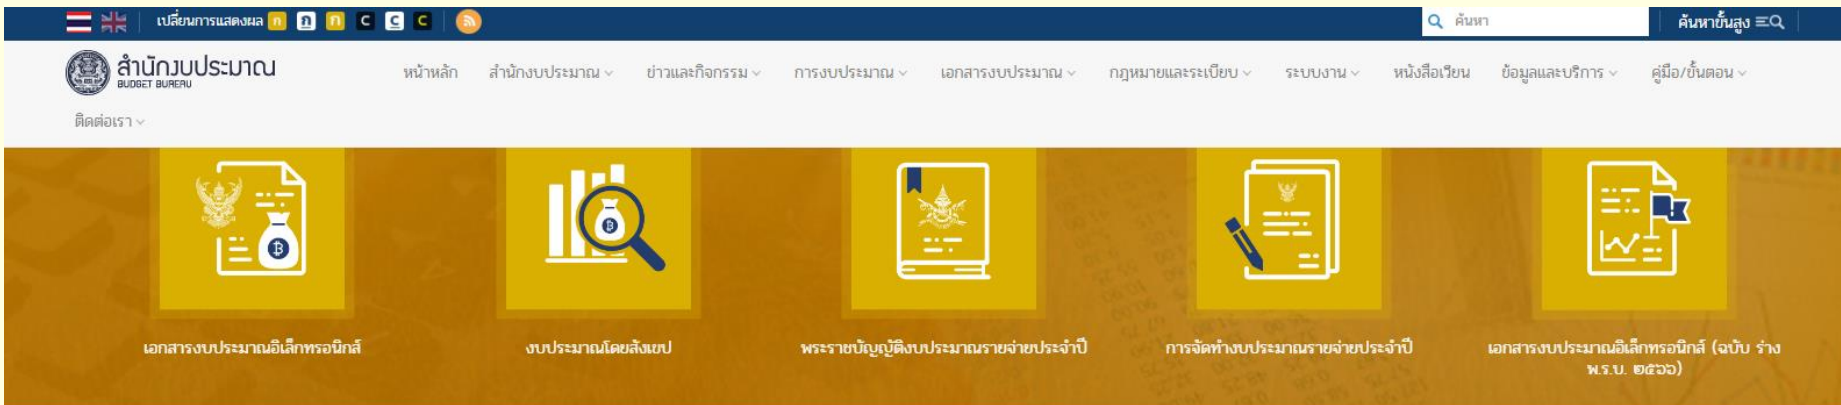 เปลี่ยนการแสดงผล ก ก ก C C C
ค้นหา
ค้นหาขั้นสูง
สำนักงบประมาณ
BUDGET BUREAU
หน้าหลัก สำนักงบประมาณ ข่าวและกิจกรรม การงบประมาณ เอกสารงบประมาณ กฎหมายและระเบียบ ระบบงาน หนังสือเวียน ข้อมูลและบริการ คู่มือ/ขั้นตอน
ติดต่อเรา
เอกสารงบประมาณอิเล็กทรอนิกส์
งบประมาณโดยสังเขป
พระราชบัญญัติงบประมาณรายจ่ายประจำปี
การจัดทำงบประมาณรายจ่ายประจำปี
เอกสารงบประมาณอิเล็กทรอนิกส์ (ฉบับ ร่าง
พ.ร.บ. ๒๕๖๖)